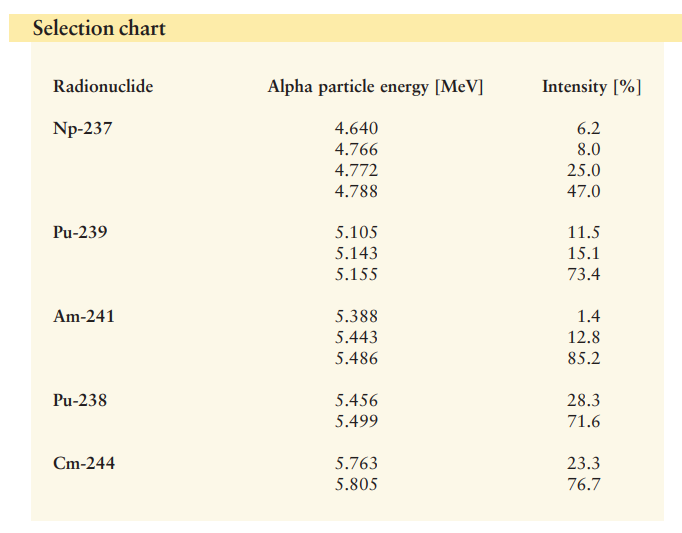 Selection chart
Radionuclide Alpha particle energy [MeV] Intensity [%]
Np-237 4.640 6.2
4.766 8.0
4.772 25.0
4.788 47.0
Pu-239 5.105 11.5
5.143 15.1
5.155 73.4
Am-241 5.388 1.4
5.443 12.8
5.486 85.2
Pu-238 5.456 28.3
5.499 71.6
Cm-244 5.763 23.3
5.805 76.7